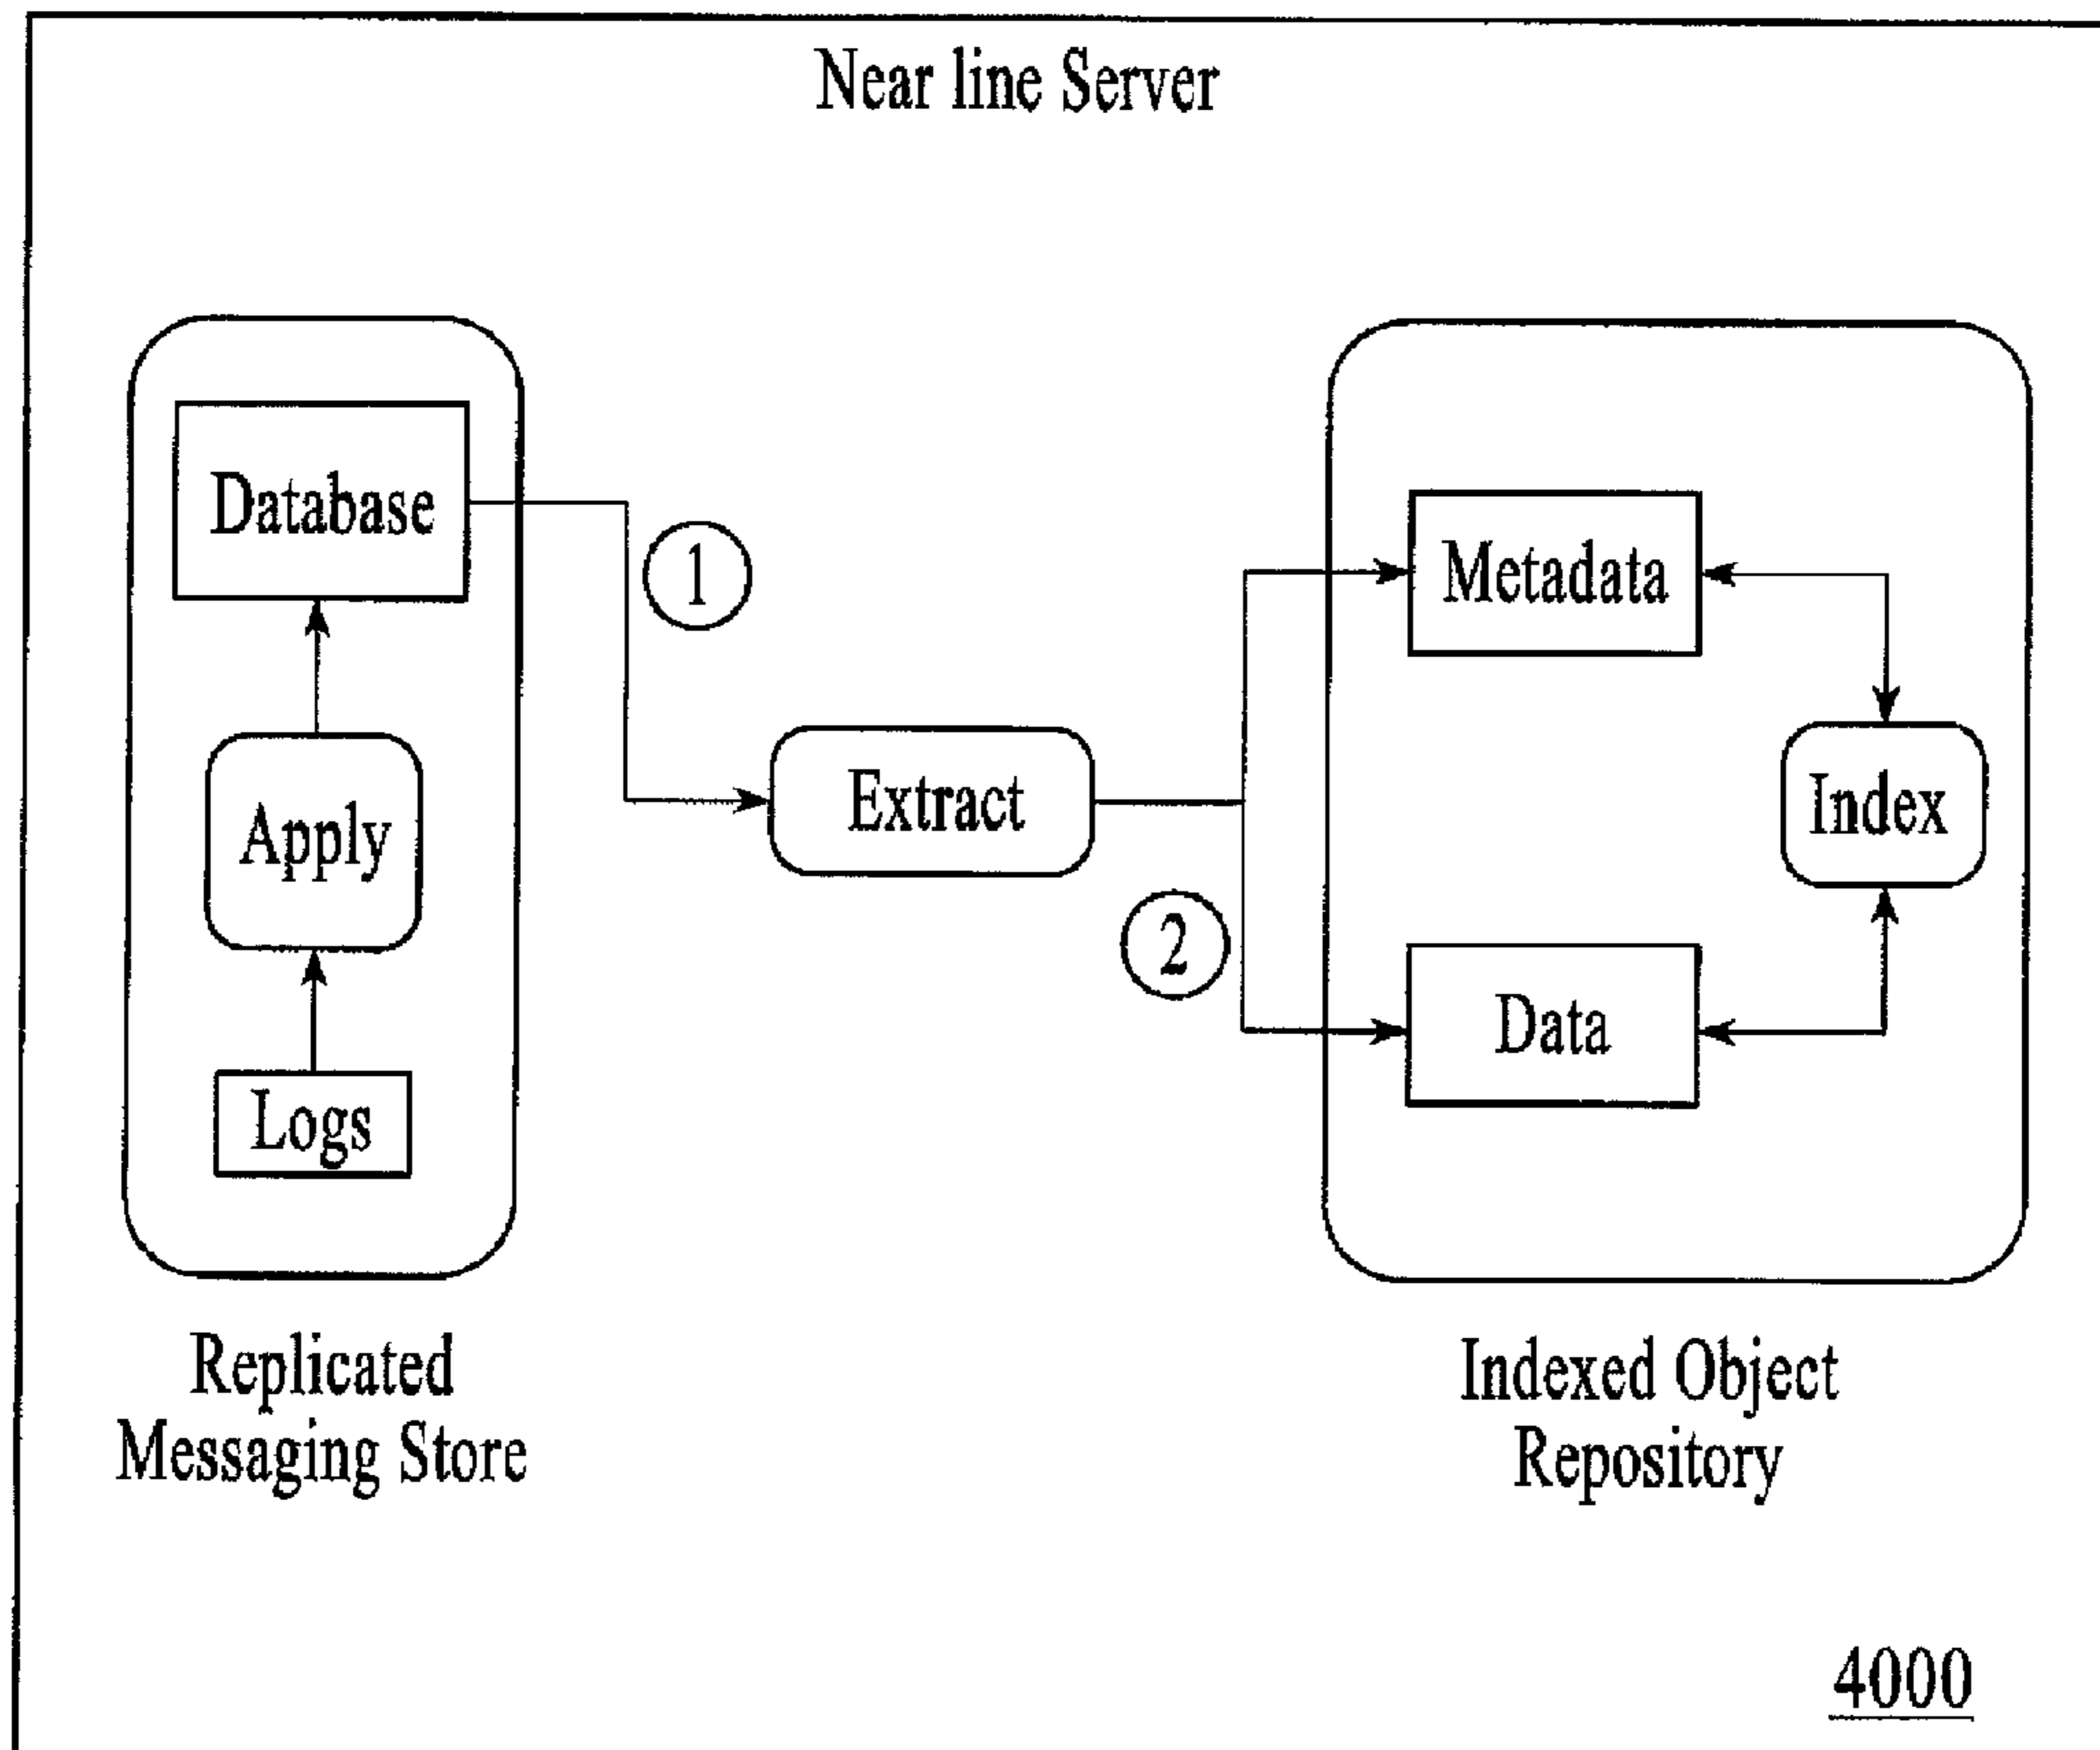 Near line Server
Database
1
Metadata
Extract
Index
Apply
2
Data
Logs
Replicated
Messaging Store
Indexed Object
Repository
4000